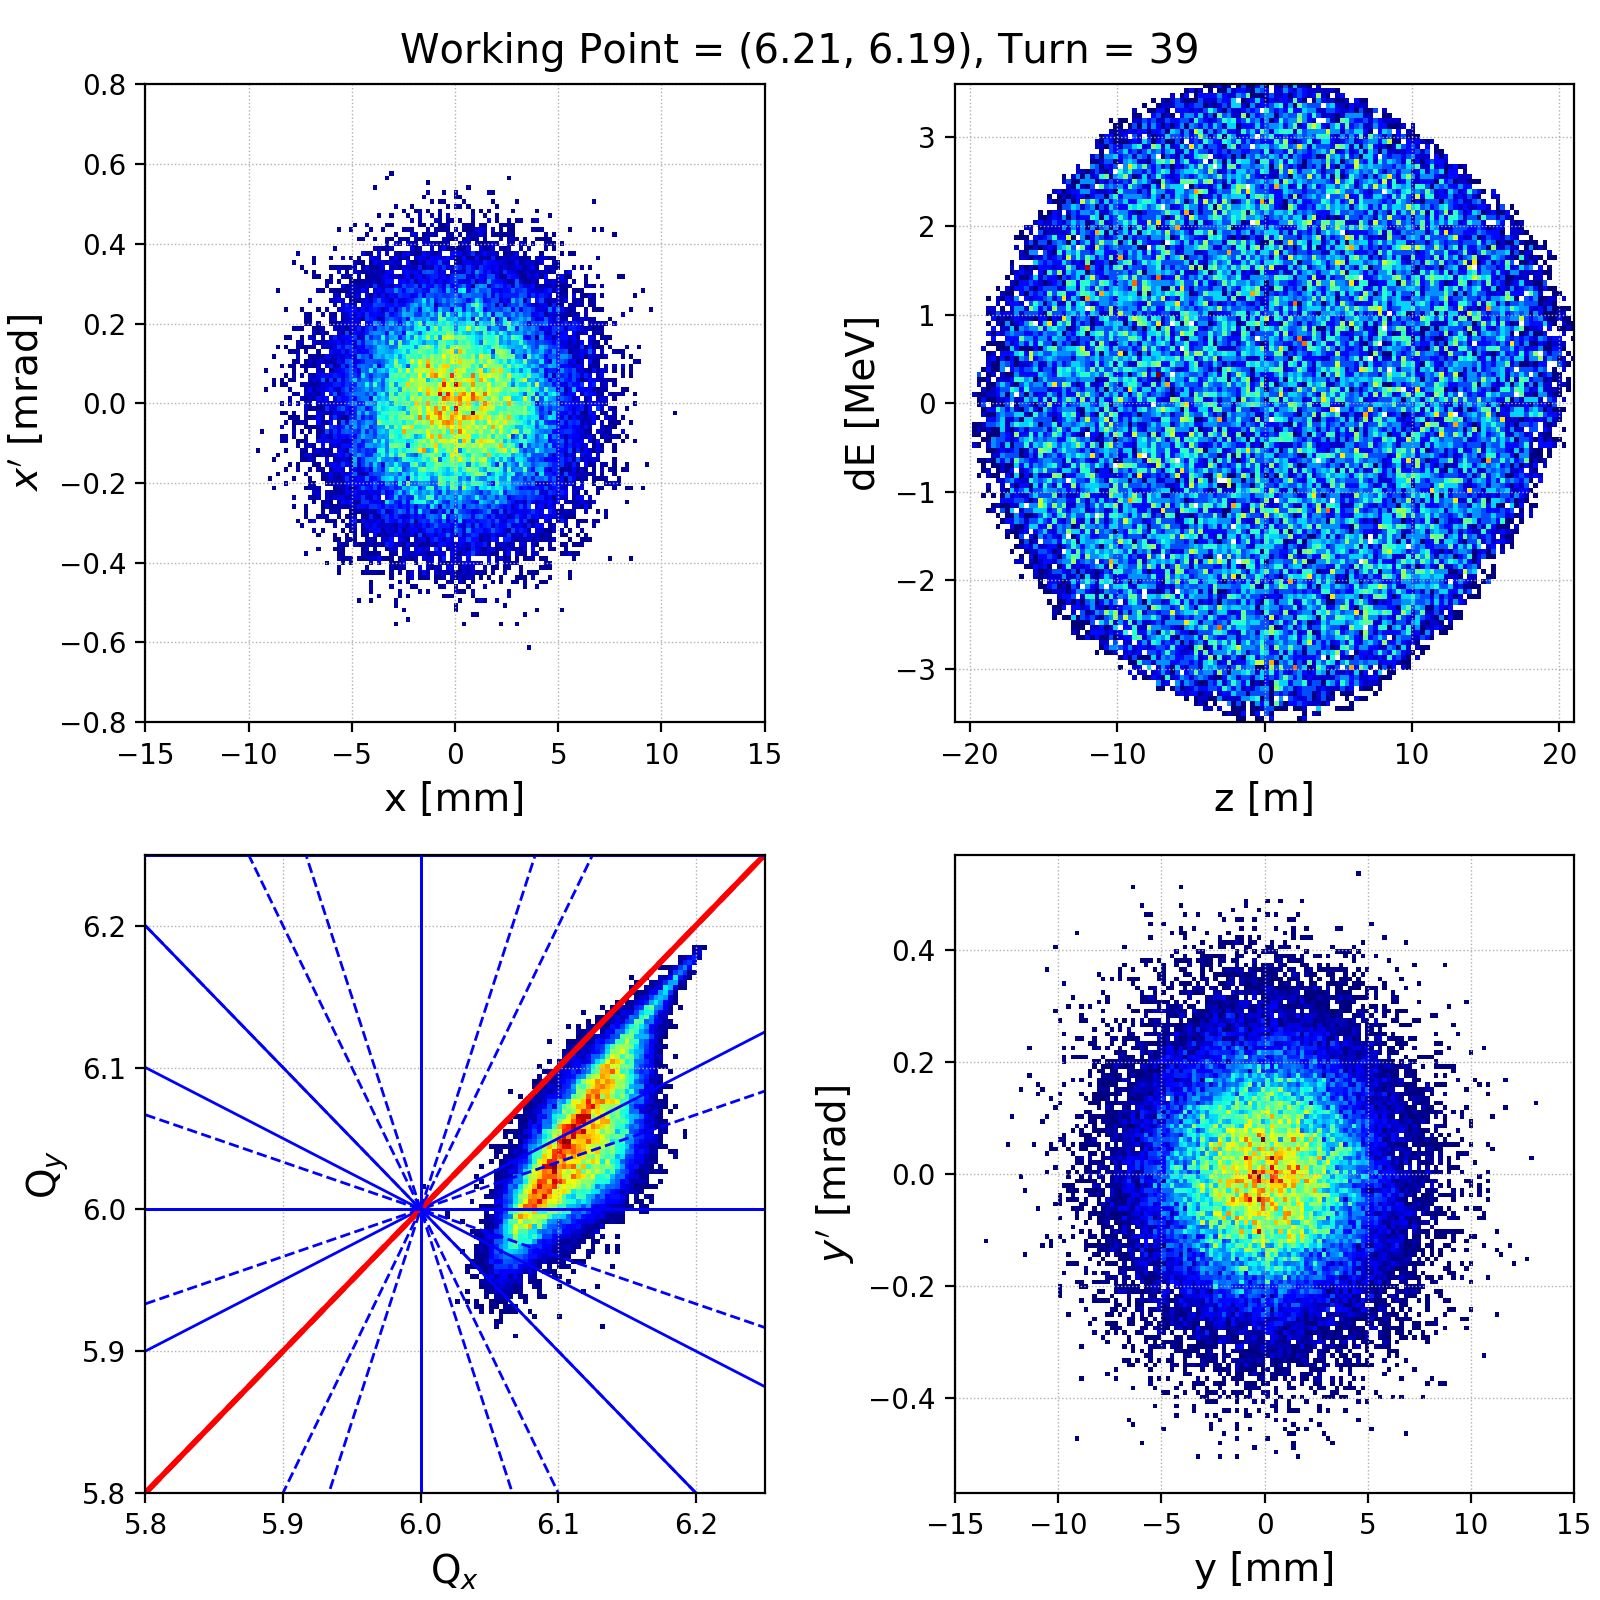 Working Point = (6.21, 6.19), Turn = 39
0.8
0.6
0.4
0.2
0.0
−0.2
−0.4
−0.6
−0.8
x′ [mrad]
−15 −10 −5 0 5 10 15
x [mm]
3
2
1
0
−1
−2
−3
dE [MeV]
−20 −10 0 10 20
z [m]
6.2
6.1
6.0
5.9
5.8
Qy
5.8 5.9 6.0 6.1 6.2
Qx
0.4
0.2
0.0
−0.2
−0.4
y′ [mrad]
−15 −10 −5 0 5 10 15
y [mm]